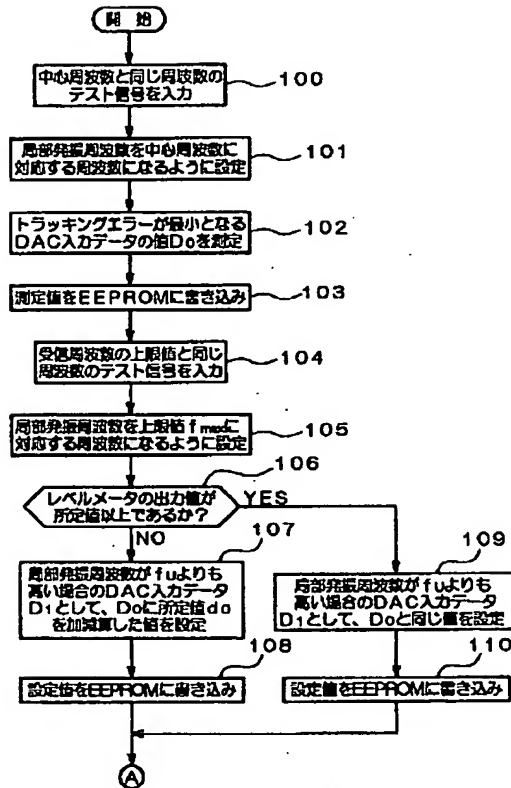 開 始
中心周波数と同じ周波数の
テスト信号を入力
100
局部発振周波数を中心周波数に
対応する周波数になるように設定
101
トラッキングエラーが最小となる
DAC入力データの値D0を測定
102
測定値をEEPROMに書き込み
103
受信周波数の上限値と同じ
周波数のテスト信号を入力
104
局部発振周波数を上限値fmaxに
対応する周波数になるように設定
105
106
レベルメータの出力値が
所定値以上であるか？
YES
NO
107
局部発振周波数がfuよりも
高い場合のDAC入力データ
D1として、D0に所定値d0
を加減算した値を設定
108
設定値をEEPROMに書き込み
109
局部発振周波数がfuよりも
高い場合のDAC入力データ
D1として、D0と同じ値を設定
110
設定値をEEPROMに書き込み
A